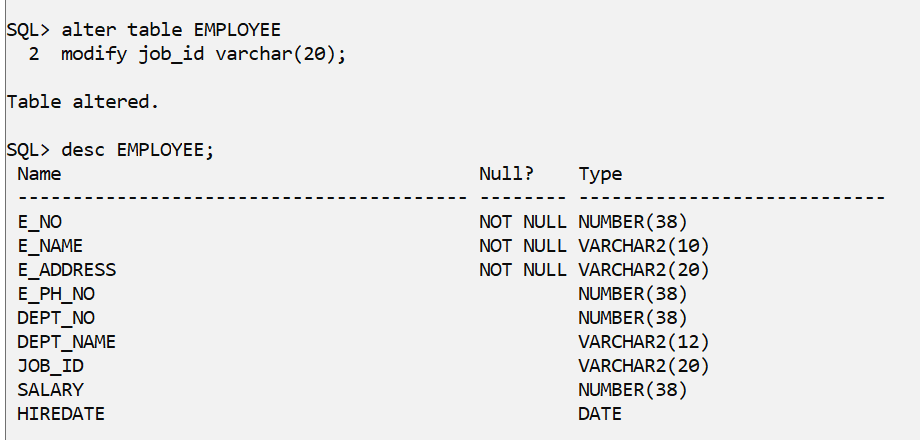 SQL> alter table EMPLOYEE
  2  modify job_id varchar(20);
Table altered.
SQL> desc EMPLOYEE;
 Name                                      Null?    Type
 ----------------------------------------- -------- ----------------------------
 E_NO                                      NOT NULL NUMBER(38)
 E_NAME                                    NOT NULL VARCHAR2(10)
 E_ADDRESS                                 NOT NULL VARCHAR2(20)
 E_PH_NO                                            NUMBER(38)
 DEPT_NO                                            NUMBER(38)
 DEPT_NAME                                          VARCHAR2(12)
 JOB_ID                                             VARCHAR2(20)
 SALARY                                             NUMBER(38)
 HIREDATE                                           DATE